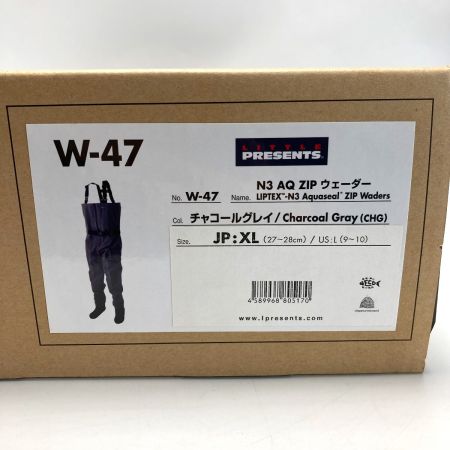 W-47
LITTLE
PRESENTS
No. W-47 Name. N3 AQ ZIP ウェーダー
LIPTEX™-N3 Aquaseal™ ZIP Waders
Col. チャコールグレイ/Charcoal Gray(CHG)
Size. JP:XL (27~28cm) / US:L (9~10)
4589968805170
www.lpresents.com